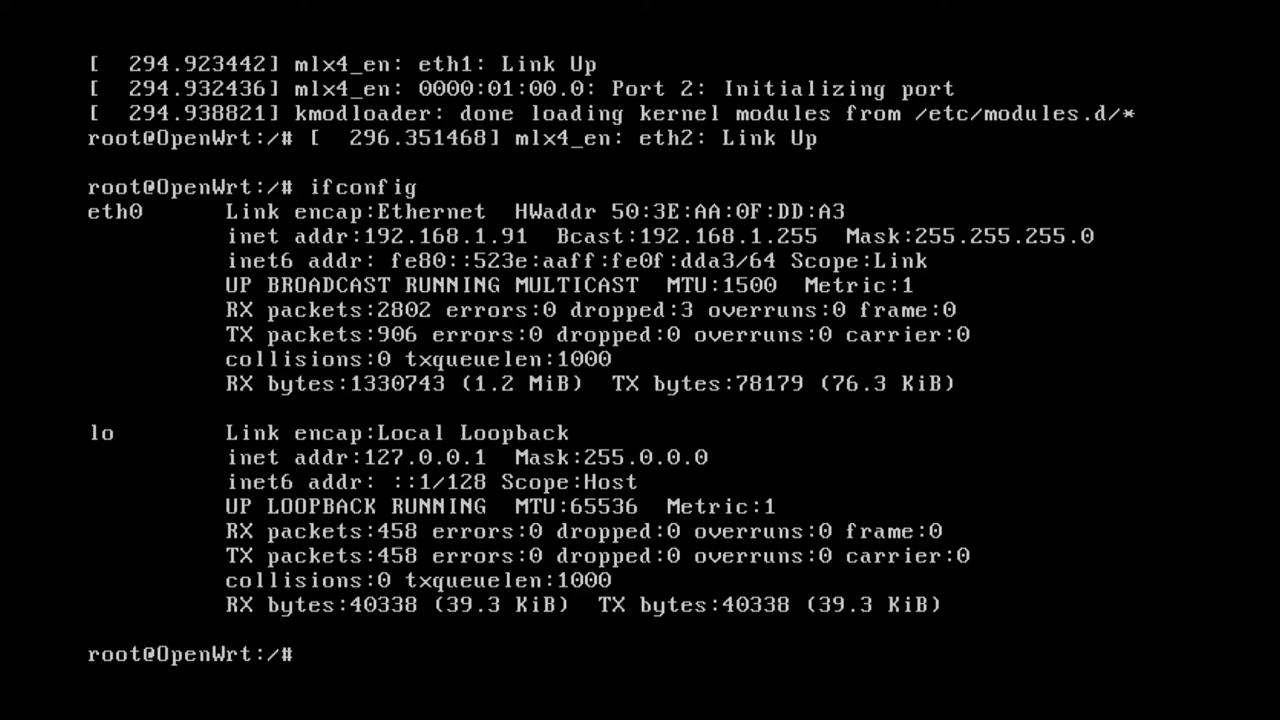 [  294.923442] mlx4_en: eth1: Link Up
[  294.932436] mlx4_en: 0000:01:00.0: Port 2: Initializing port
[  294.938821] kmodloader: done loading kernel modules from /etc/modules.d/*
root@OpenWrt:/# [  296.351468] mlx4_en: eth2: Link Up
root@OpenWrt:/# ifconfig
eth0      Link encap:Ethernet  HWaddr 50:3E:AA:0F:DD:A3
          inet addr:192.168.1.91  Bcast:192.168.1.255  Mask:255.255.255.0
          inet6 addr: fe80::523e:aaff:fe0f:dda3/64 Scope:Link
          UP BROADCAST RUNNING MULTICAST  MTU:1500  Metric:1
          RX packets:2802 errors:0 dropped:3 overruns:0 frame:0
          TX packets:906 errors:0 dropped:0 overruns:0 carrier:0
          collisions:0 txqueuelen:1000
          RX bytes:1330743 (1.2 MiB)  TX bytes:78179 (76.3 KiB)
lo        Link encap:Local Loopback
          inet addr:127.0.0.1  Mask:255.0.0.0
          inet6 addr: ::1/128 Scope:Host
          UP LOOPBACK RUNNING  MTU:65536  Metric:1
          RX packets:458 errors:0 dropped:0 overruns:0 frame:0
          TX packets:458 errors:0 dropped:0 overruns:0 carrier:0
          collisions:0 txqueuelen:1000
          RX bytes:40338 (39.3 KiB)  TX bytes:40338 (39.3 KiB)
root@OpenWrt:/#